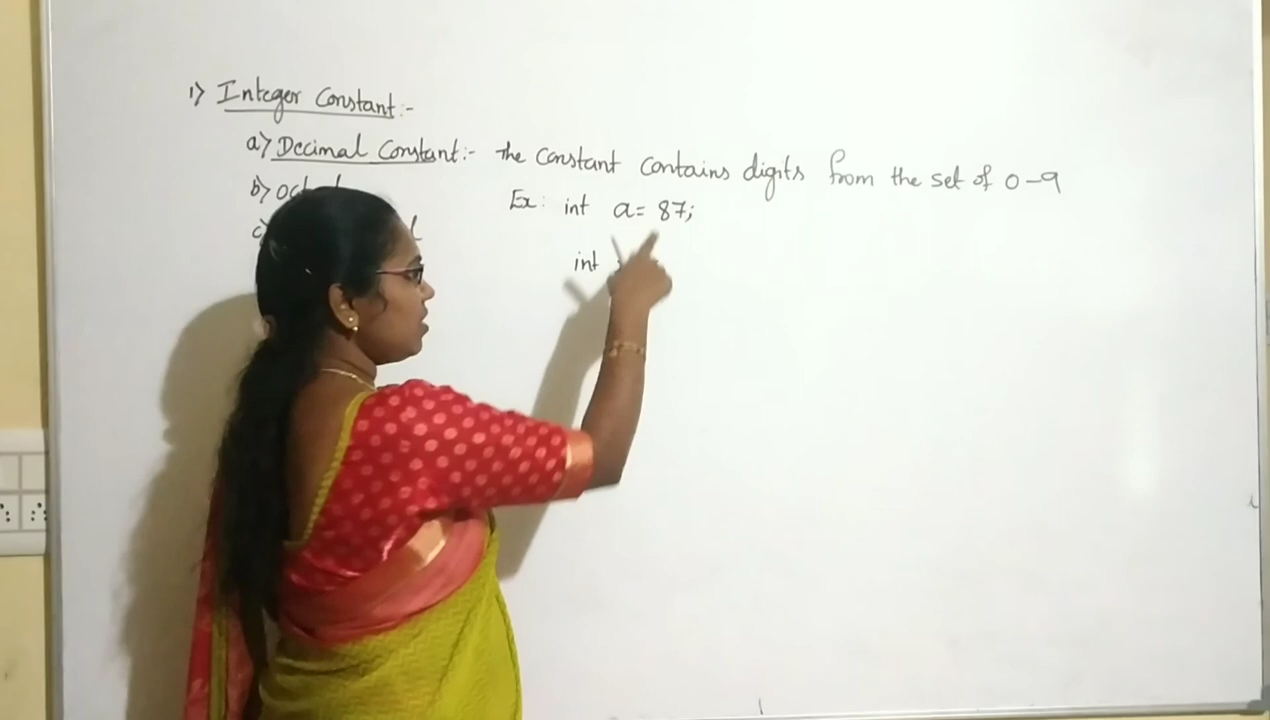 1) Integer Constant:-
a) Decimal Constant:- The constant contains digits from the set of 0-9
b)
Ex: int a= 87;
c)
int